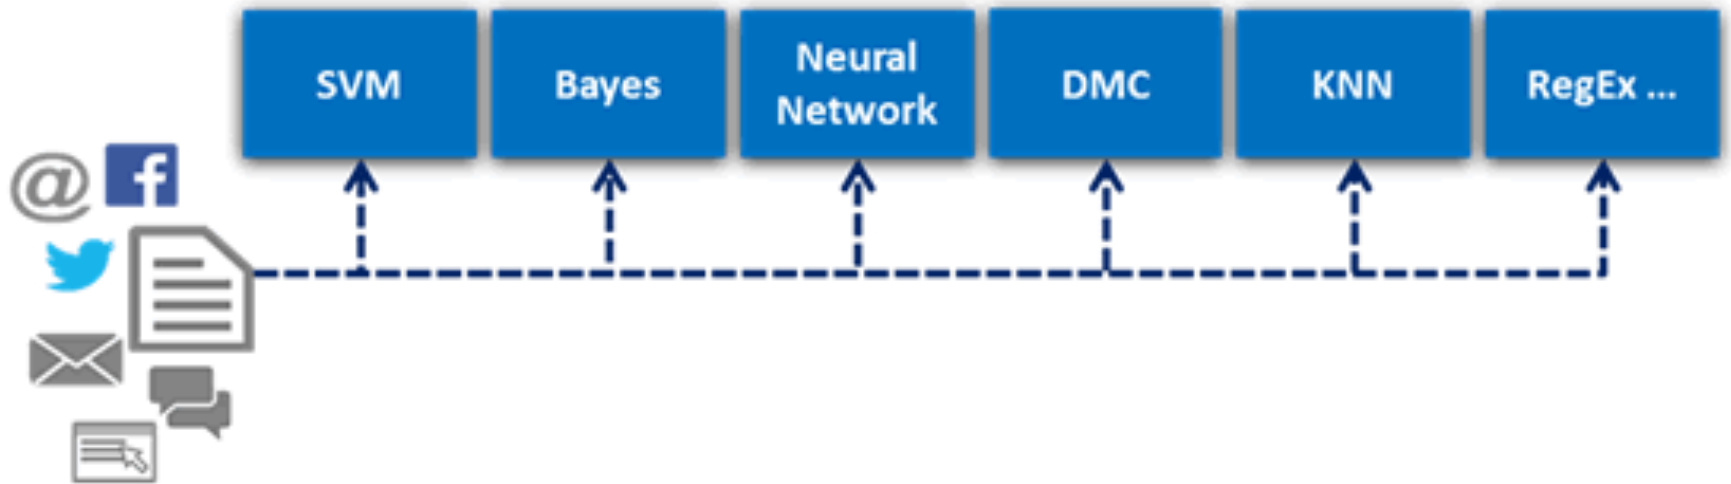 SVM
Bayes
Neural
Network
DMC
KNN
RegEx ...
@
f